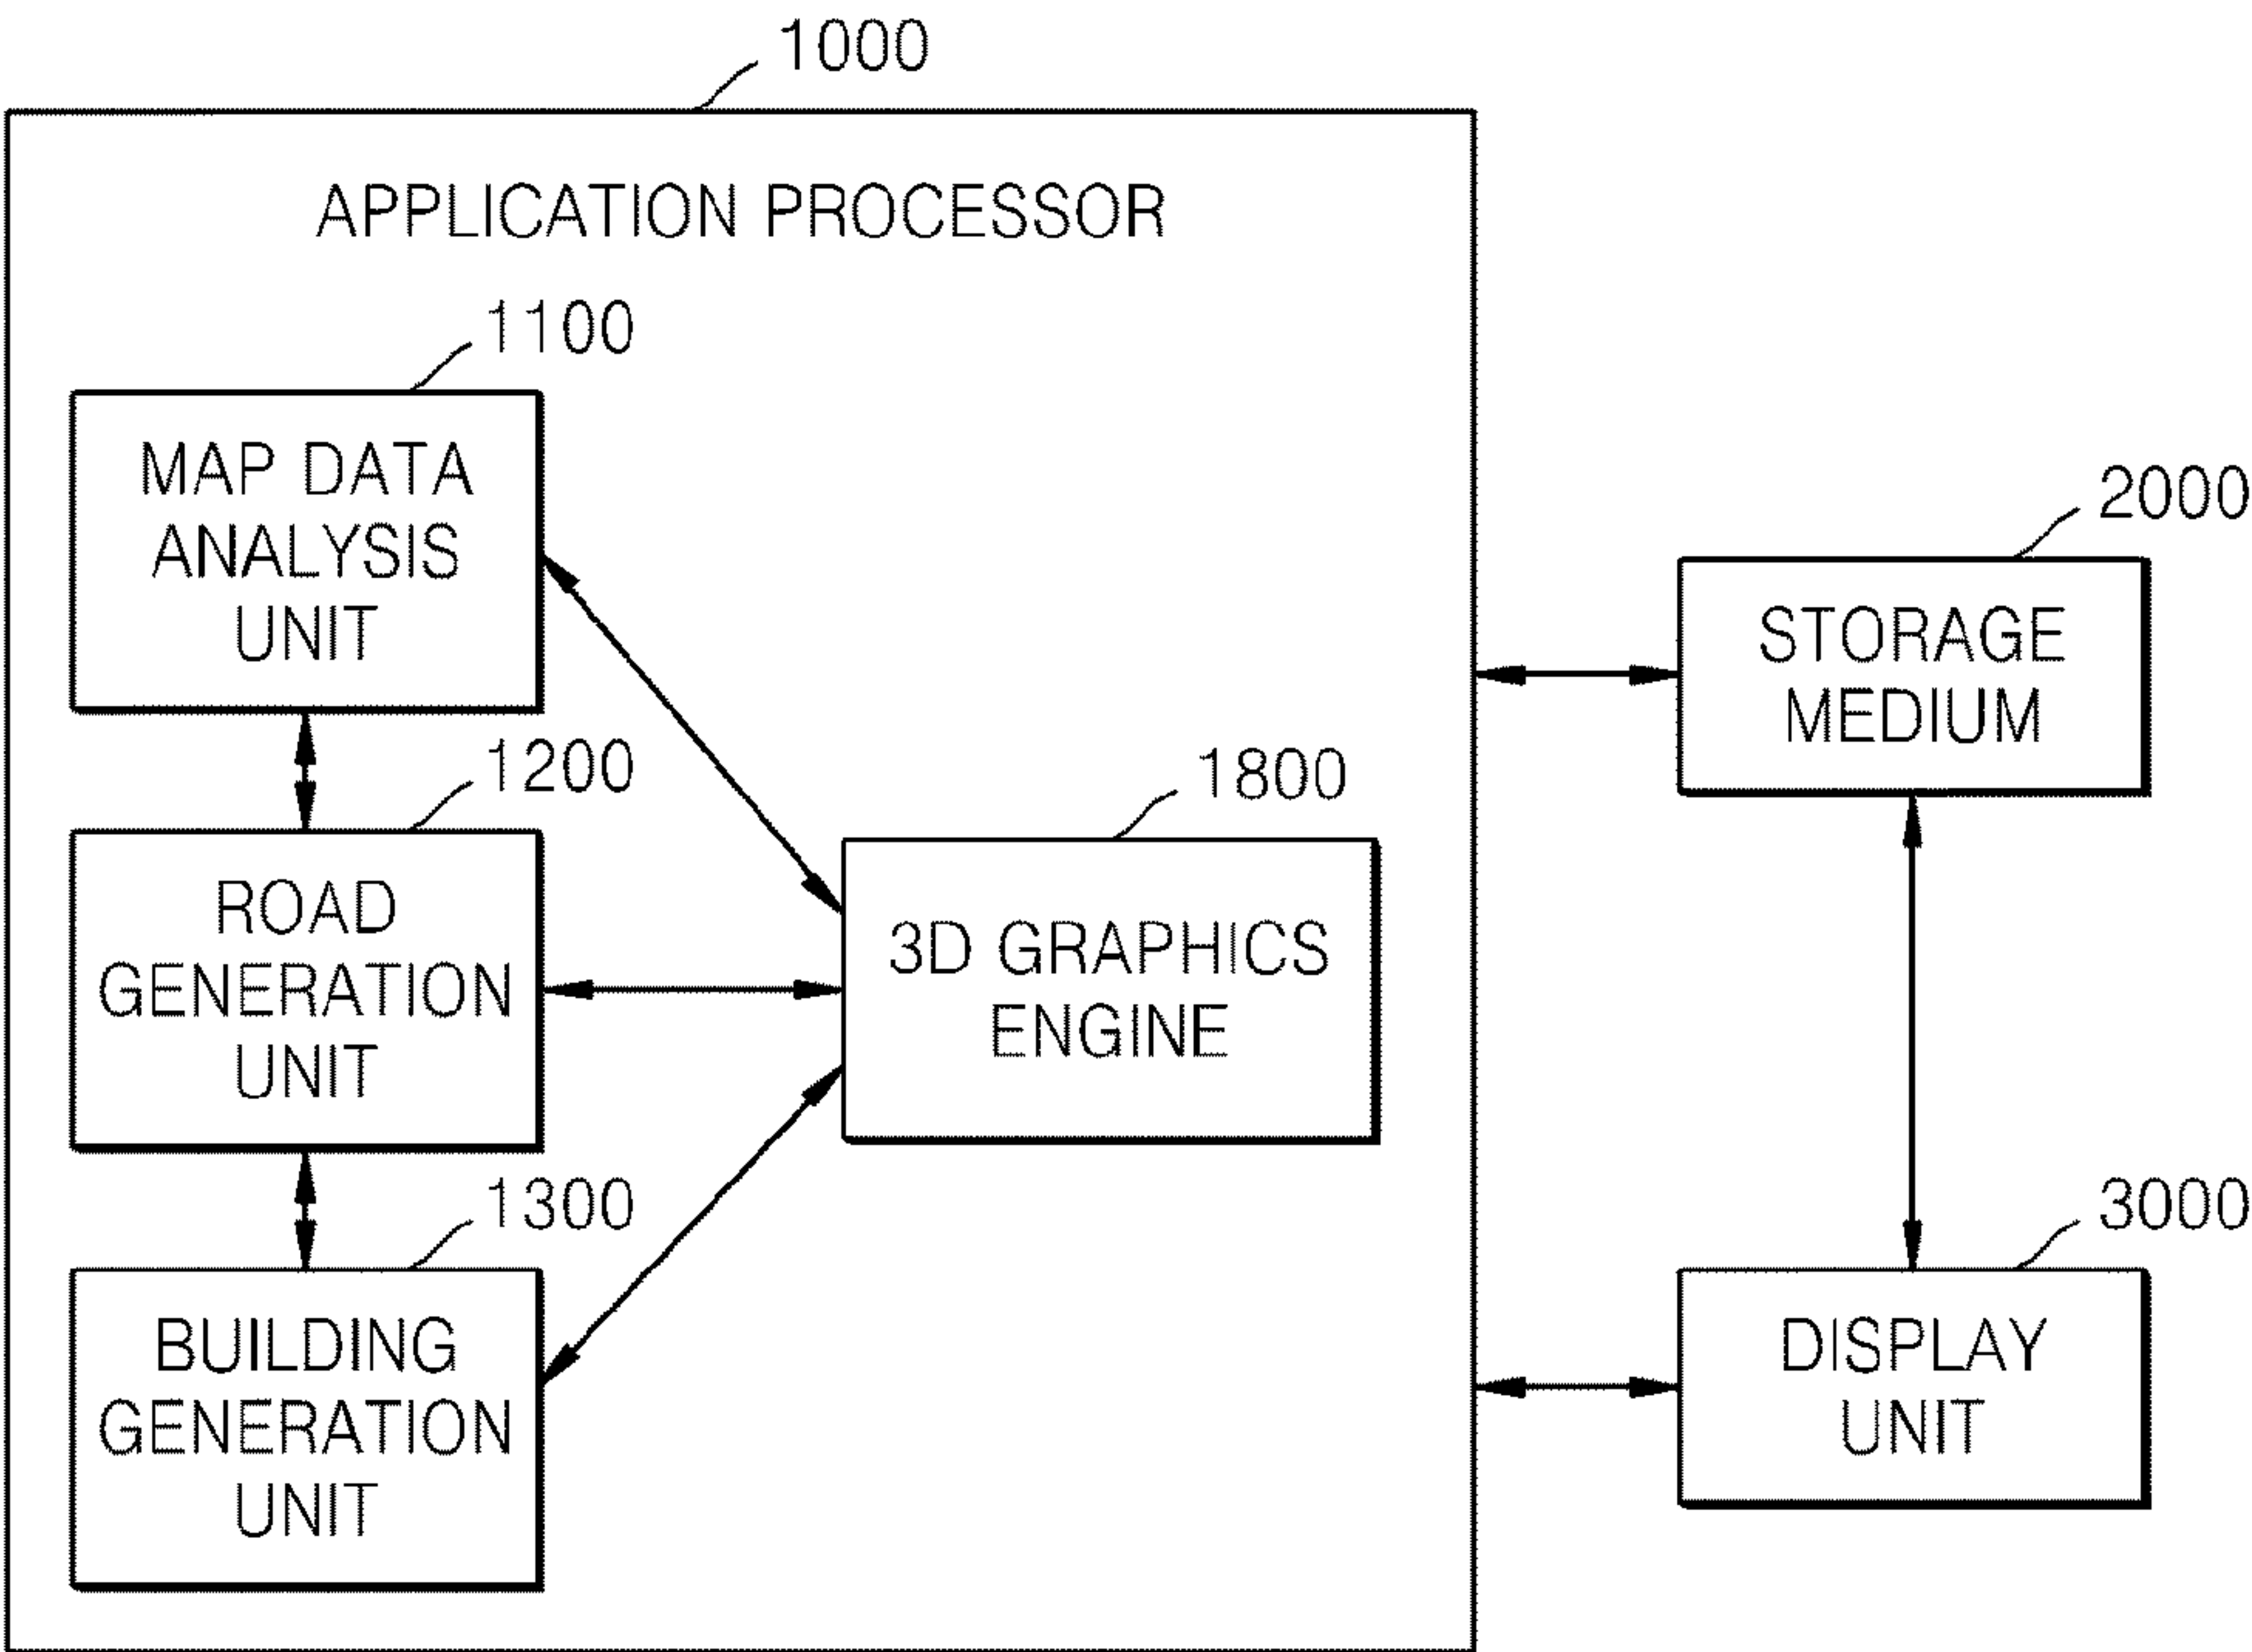 1000
APPLICATION PROCESSOR
1100
MAP DATA
ANALYSIS
UNIT
1200
ROAD
GENERATION
UNIT
1300
BUILDING
GENERATION
UNIT
1800
3D GRAPHICS
ENGINE
2000
STORAGE
MEDIUM
3000
DISPLAY
UNIT